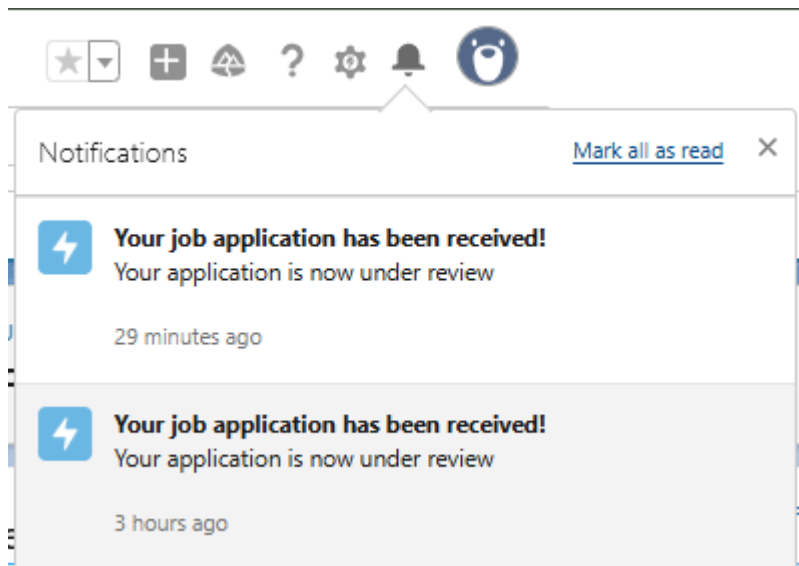 Notifications
Mark all as read
Your job application has been received!
Your application is now under review
29 minutes ago
Your job application has been received!
Your application is now under review
3 hours ago